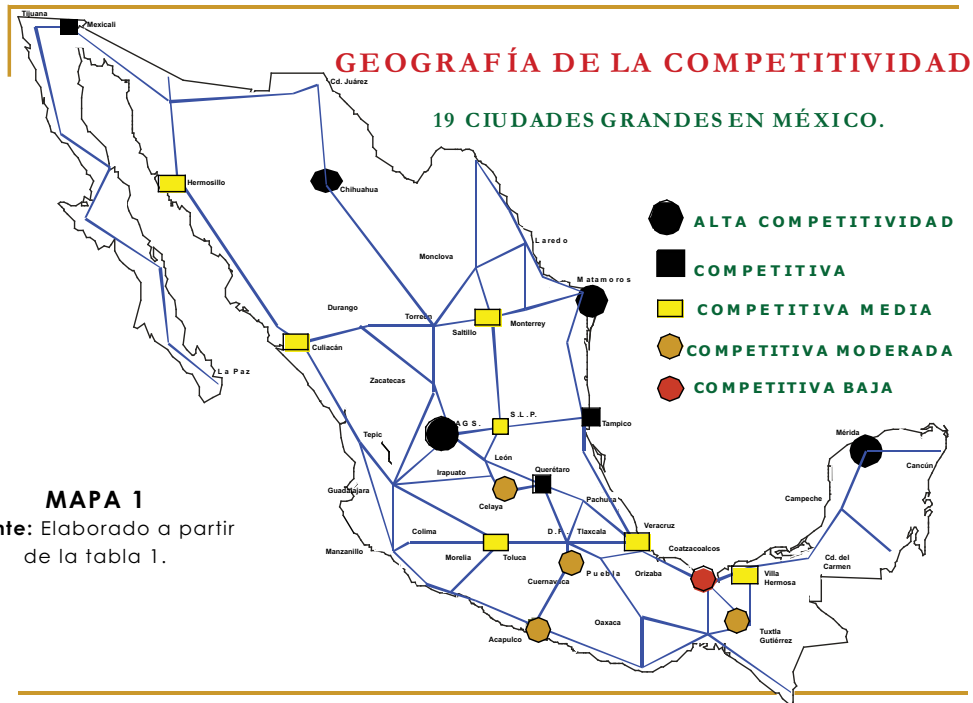 Tijuana
Mexicali
GEOGRAFÍA DE LA COMPETITIVIDAD
Cd. Juárez
19 CIUDADES GRANDES EN MÉXICO.
Hermosillo
Chihuahua
ALTA COMPETITIVIDAD
Laredo
Monclova
COMPETITIVA
Matamoros
Durango
COMPETITIVA MEDIA
Torreón
Monterrey
Saltillo
Culiacán
COMPETITIVA MODERADA
La Paz
Zacatecas
COMPETITIVA BAJA
S.L.P.
AGS.
Tampico
Tepic
Mérida
León
Cancún
Irapuato
Querétaro
Guadalajara
MAPA 1
Celaya
Pachuca
Campeche
nte: Elaborado a partir
de la tabla 1.
Colima
D.F.
Tlaxcala
Veracruz
Manzanillo
Morelia
Toluca
Coatzacoalcos
Cd. del
Carmen
Cuernavaca
Puebla
Orizaba
Villa
Hermosa
Oaxaca
Acapulco
Tuxtla
Gutiérrez